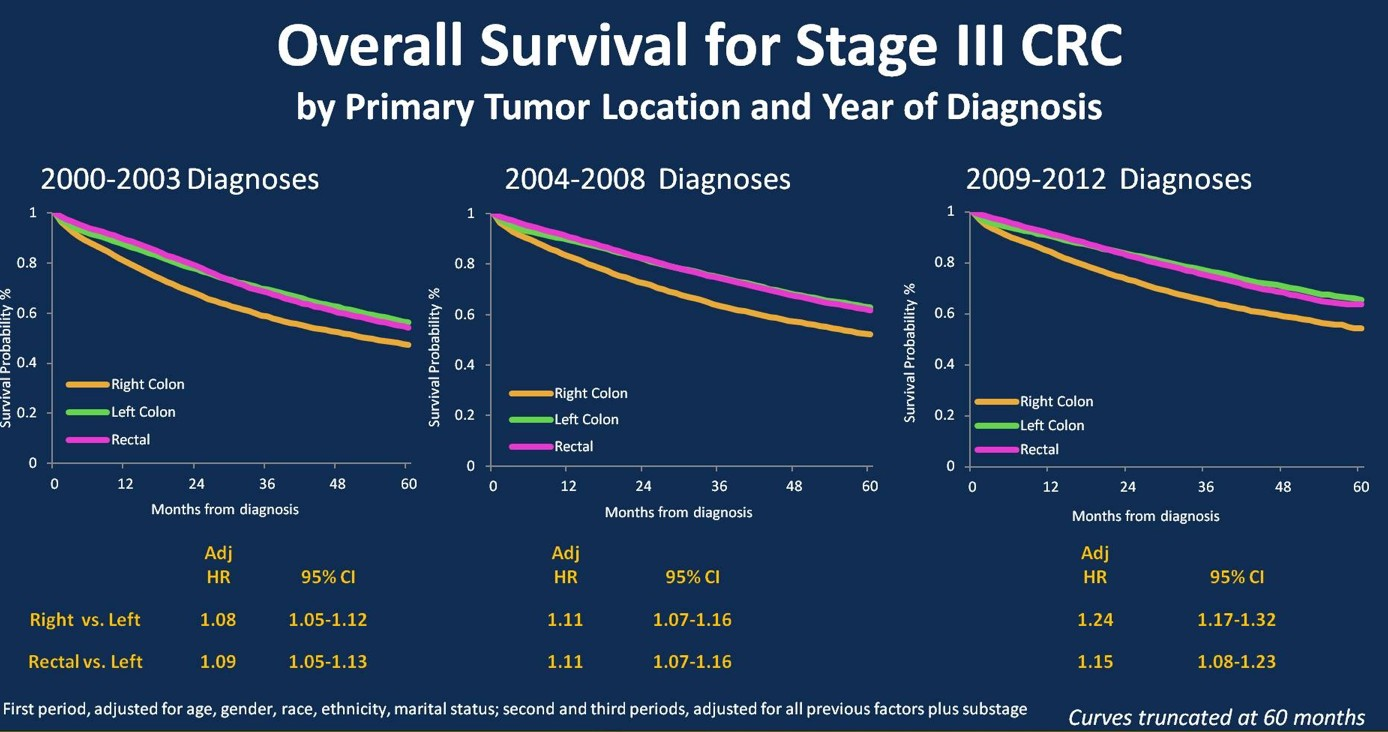 Overall Survival for Stage III CRC
by Primary Tumor Location and Year of Diagnosis
2000-2003 Diagnoses
1
0.8
0.6
0.4
0.2
0
Survival Probability %
Right Colon
Left Colon
Rectal
0 12 24 36 48 60
Months from diagnosis
2004-2008 Diagnoses
1
0.8
0.6
0.4
0.2
0
Survival Probability %
Right Colon
Left Colon
Rectal
0 12 24 36 48 60
Months from diagnosis
2009-2012 Diagnoses
1
0.8
0.6
0.4
0.2
0
Survival Probability %
Right Colon
Left Colon
Rectal
0 12 24 36 48 60
Months from diagnosis
Adj Adj Adj
HR 95% CI HR 95% CI HR 95% CI
Right vs. Left 1.08 1.05-1.12 1.11 1.07-1.16 1.24 1.17-1.32
Rectal vs. Left 1.09 1.05-1.13 1.11 1.07-1.16 1.15 1.08-1.23
First period, adjusted for age, gender, race, ethnicity, marital status; second and third periods, adjusted for all previous factors plus substage
Curves truncated at 60 months